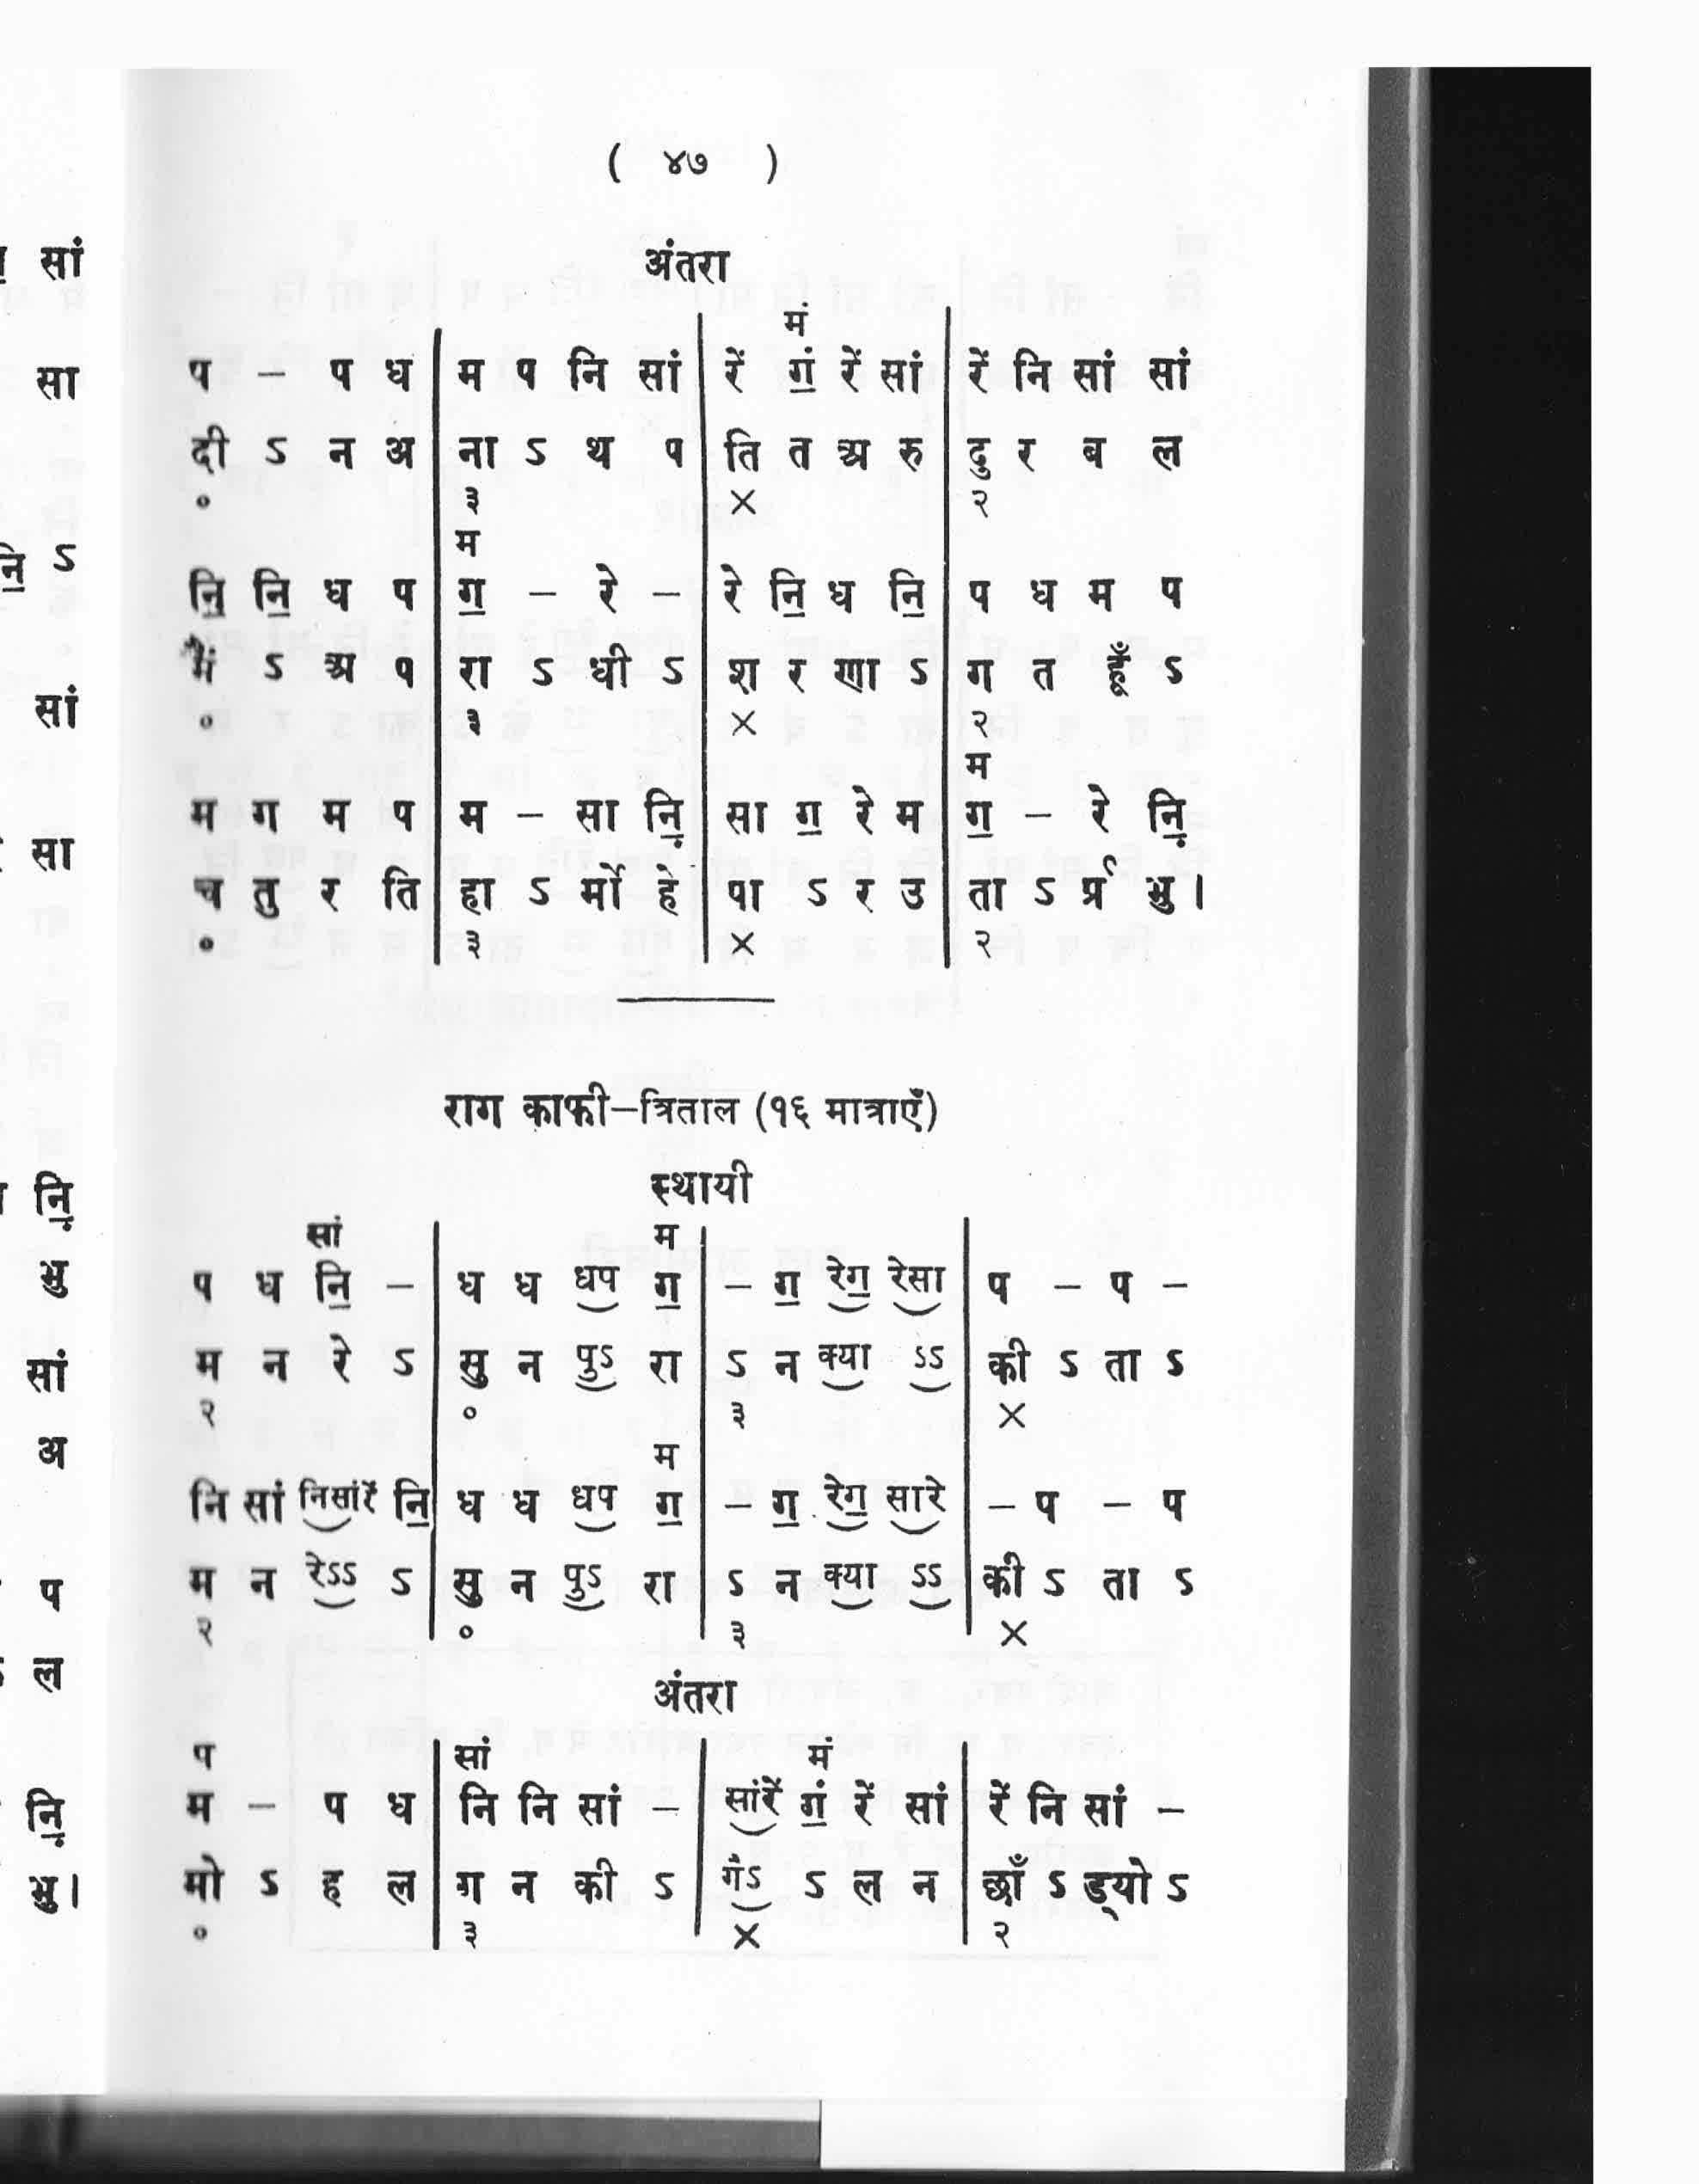 ( ४७ )
अंतरा
मं
प – प ध | म प नि सां | रें ग॒ं रें सां | रें नि सां सां
दी ऽ न अ | ना ऽ थ प | ति त अ रु | दु र ब ल
० ३ × २
म
नि॒ नि॒ ध प | ग॒ – रे – | रे नि॒ ध नि॒ | प ध म प
मैं ऽ अ प | रा ऽ धी ऽ | श र णा ऽ | ग त हूँ ऽ
० ३ × २
म
म ग म प | म – सा नि़॒ | सा ग॒ रे म | ग॒ – रे नि़॒
च तु र ति | हा ऽ मों हे | पा ऽ र उ | ता ऽ प्र भु।
० ३ × २
राग काफी–त्रिताल (१६ मात्राएँ)
स्थायी
सां म
प ध नि॒ – | ध ध धप ग॒ | – ग॒ रेग॒ रेसा | प – प –
म न रे ऽ | सु न पुऽ रा | ऽ न क्या ऽऽ | की ऽ ता ऽ
२ ० ३ ×
म
नि सां निसांरें नि॒ | ध ध धप ग॒ | – ग॒ रेग॒ सारे | – प – प
म न रेऽऽ ऽ | सु न पुऽ रा | ऽ न क्या ऽऽ | की ऽ ता ऽ
२ ० ३ ×
अंतरा
प सां मं
म – प ध | नि नि सां – | सांरें ग॒ं रें सां | रें नि सां –
मो ऽ ह ल | ग न की ऽ | गैऽ ऽ ल न | छाँ ऽ ड्यो ऽ
० ३ × २
सां
सा
नि॒ ऽ
सां
सा
नि़॒
भु
सां
अ
प
ल
नि़॒
भु।